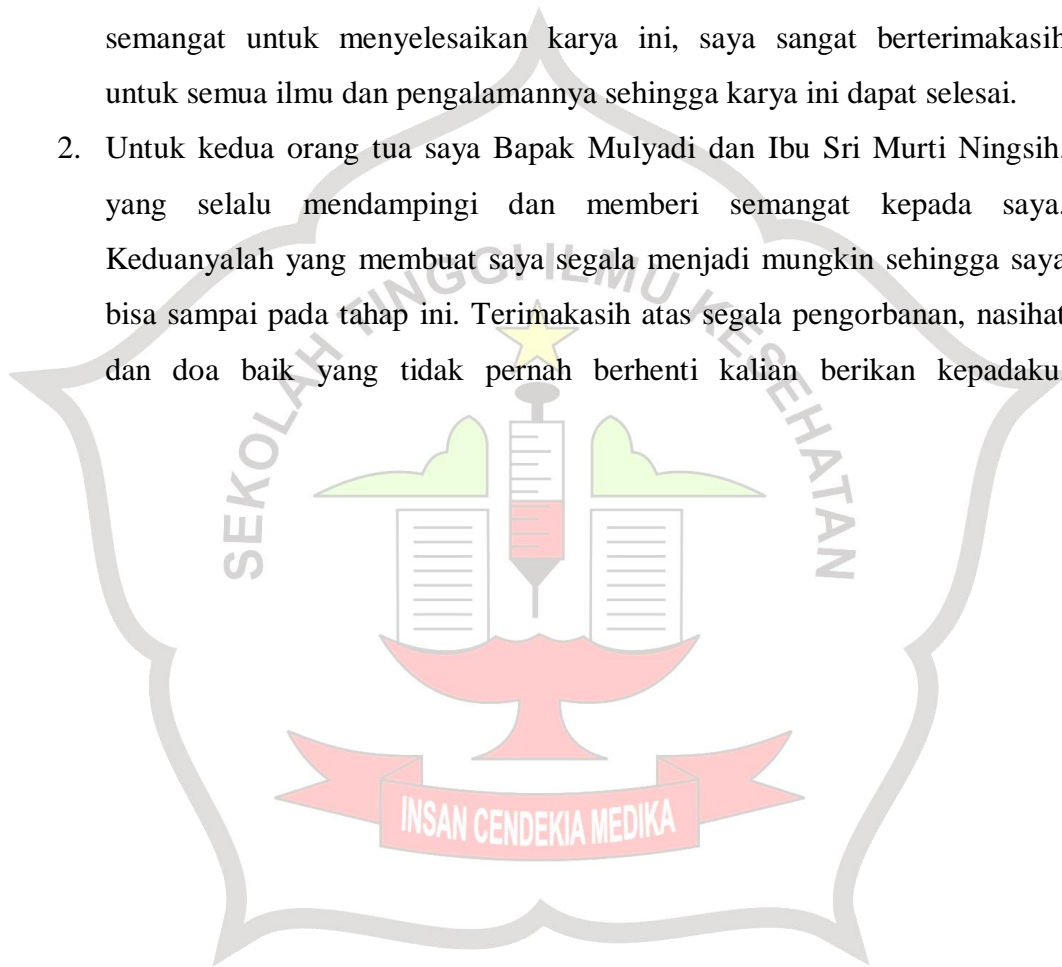 semangat untuk menyelesaikan karya ini, saya sangat berterimakasih
untuk semua ilmu dan pengalamannya sehingga karya ini dapat selesai.
2. Untuk kedua orang tua saya Bapak Mulyadi dan Ibu Sri Murti Ningsih,
yang selalu mendampingi dan memberi semangat kepada saya.
Keduanyalah yang membuat saya segala menjadi mungkin sehingga saya
bisa sampai pada tahap ini. Terimakasih atas segala pengorbanan, nasihat
dan doa baik yang tidak pernah berhenti kalian berikan kepadaku
SEKOLAH TINGGI ILMU KESEHATAN
INSAN CENDEKIA MEDIKA